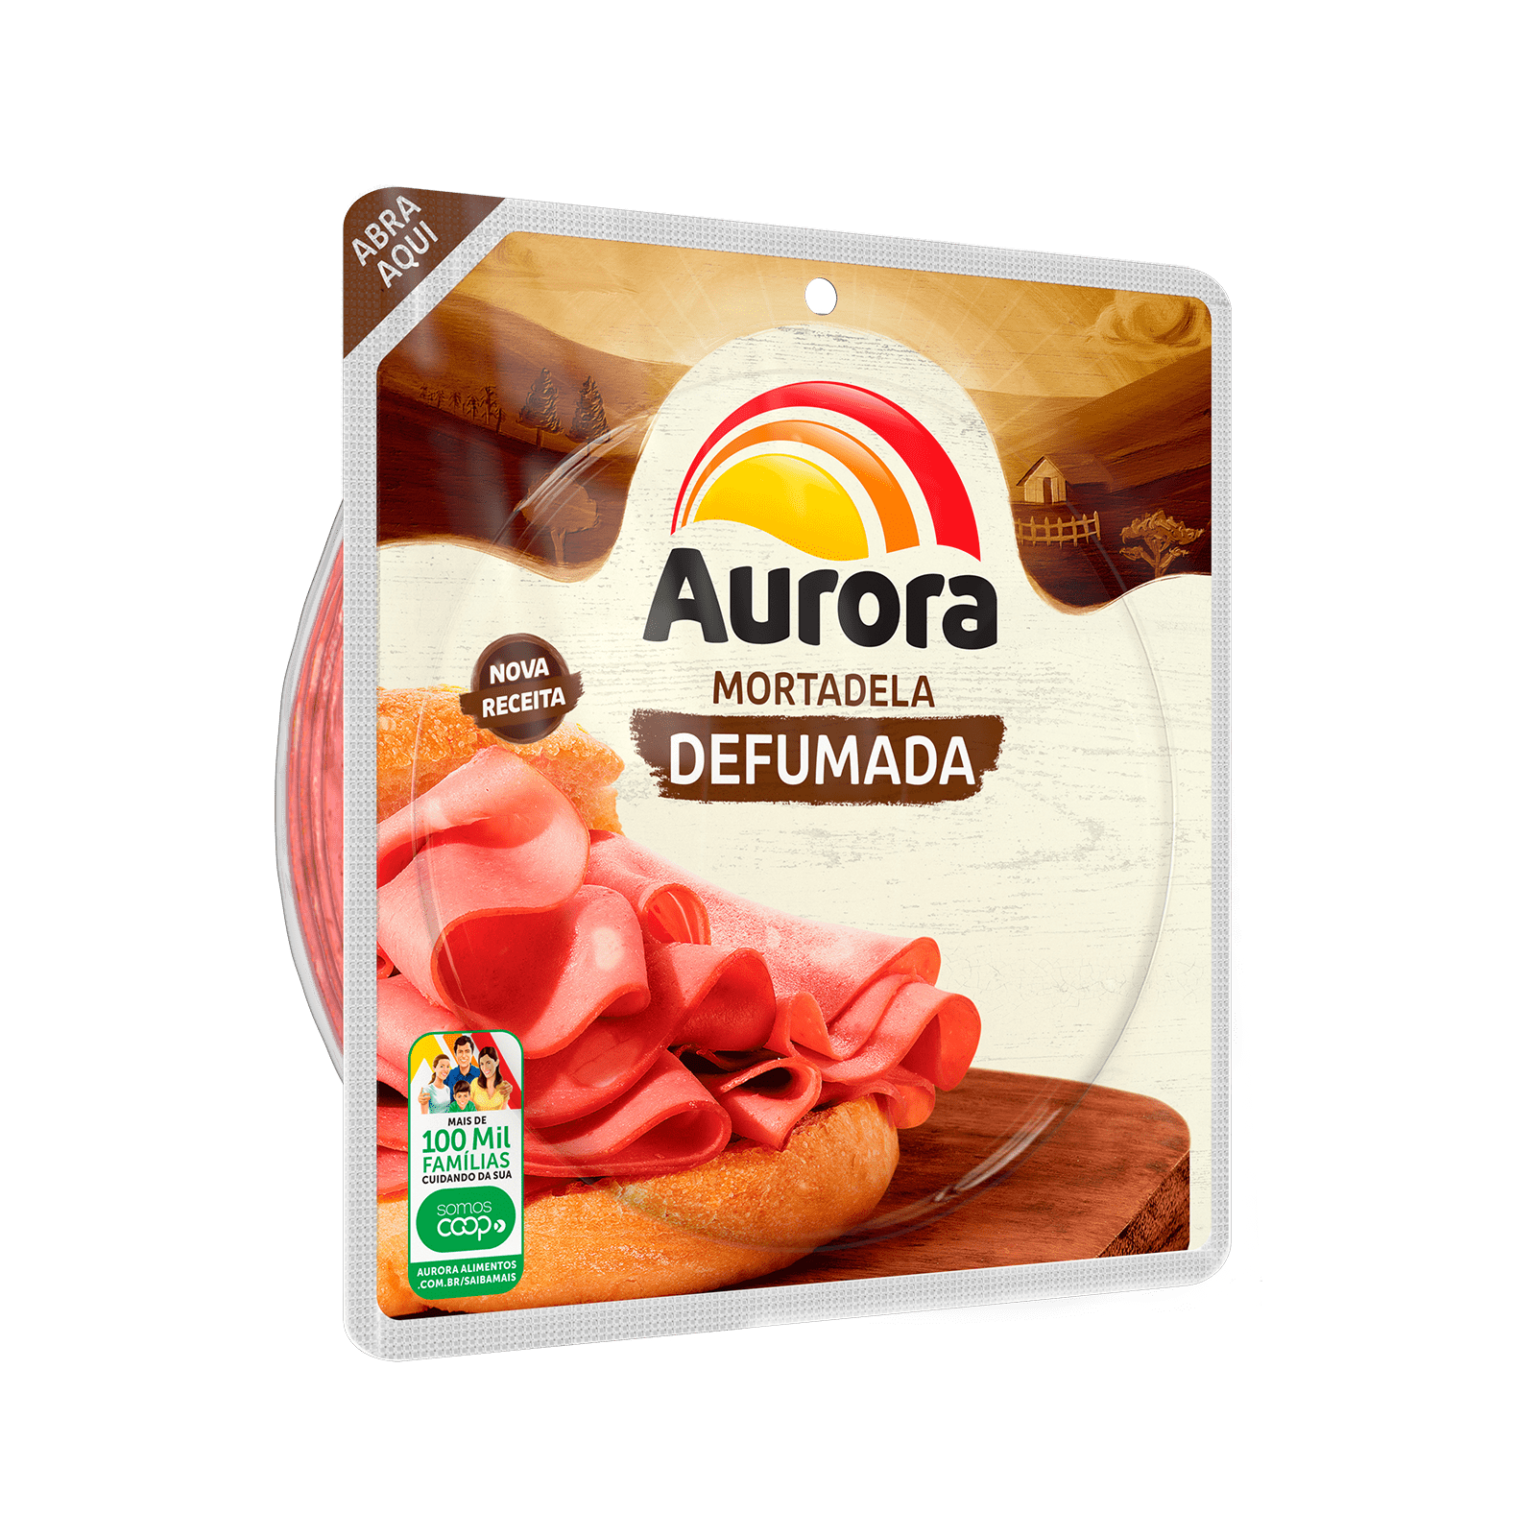 ABRA
AQUI
Aurora
MORTADELA
DEFUMADA
NOVA
RECEITA
MAIS DE
100 Mil
FAMÍLIAS
CUIDANDO DA SUA
somos
coop
AURORA ALIMENTOS
.COM.BR/SAIBAMAIS